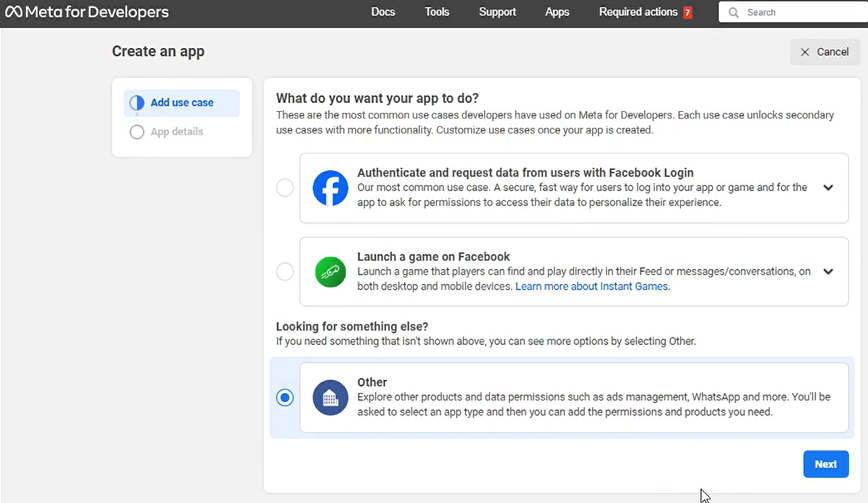 Meta for Developers
Docs
Tools
Support
Apps
Required actions 7
Search
Create an app
Cancel
Add use case
App details
What do you want your app to do?
These are the most common use cases developers have used on Meta for Developers. Each use case unlocks secondary
use cases with more functionality. Customize use cases once your app is created.
Authenticate and request data from users with Facebook Login
Our most common use case. A secure, fast way for users to log into your app or game and for the
app to ask for permissions to access their data to personalize their experience.
Launch a game on Facebook
Launch a game that players can find and play directly in their Feed or messages/conversations, on
both desktop and mobile devices. Learn more about Instant Games.
Looking for something else?
If you need something that isn't shown above, you can see more options by selecting Other.
Other
Explore other products and data permissions such as ads management, WhatsApp and more. You'll be
asked to select an app type and then you can add the permissions and products you need.
Next